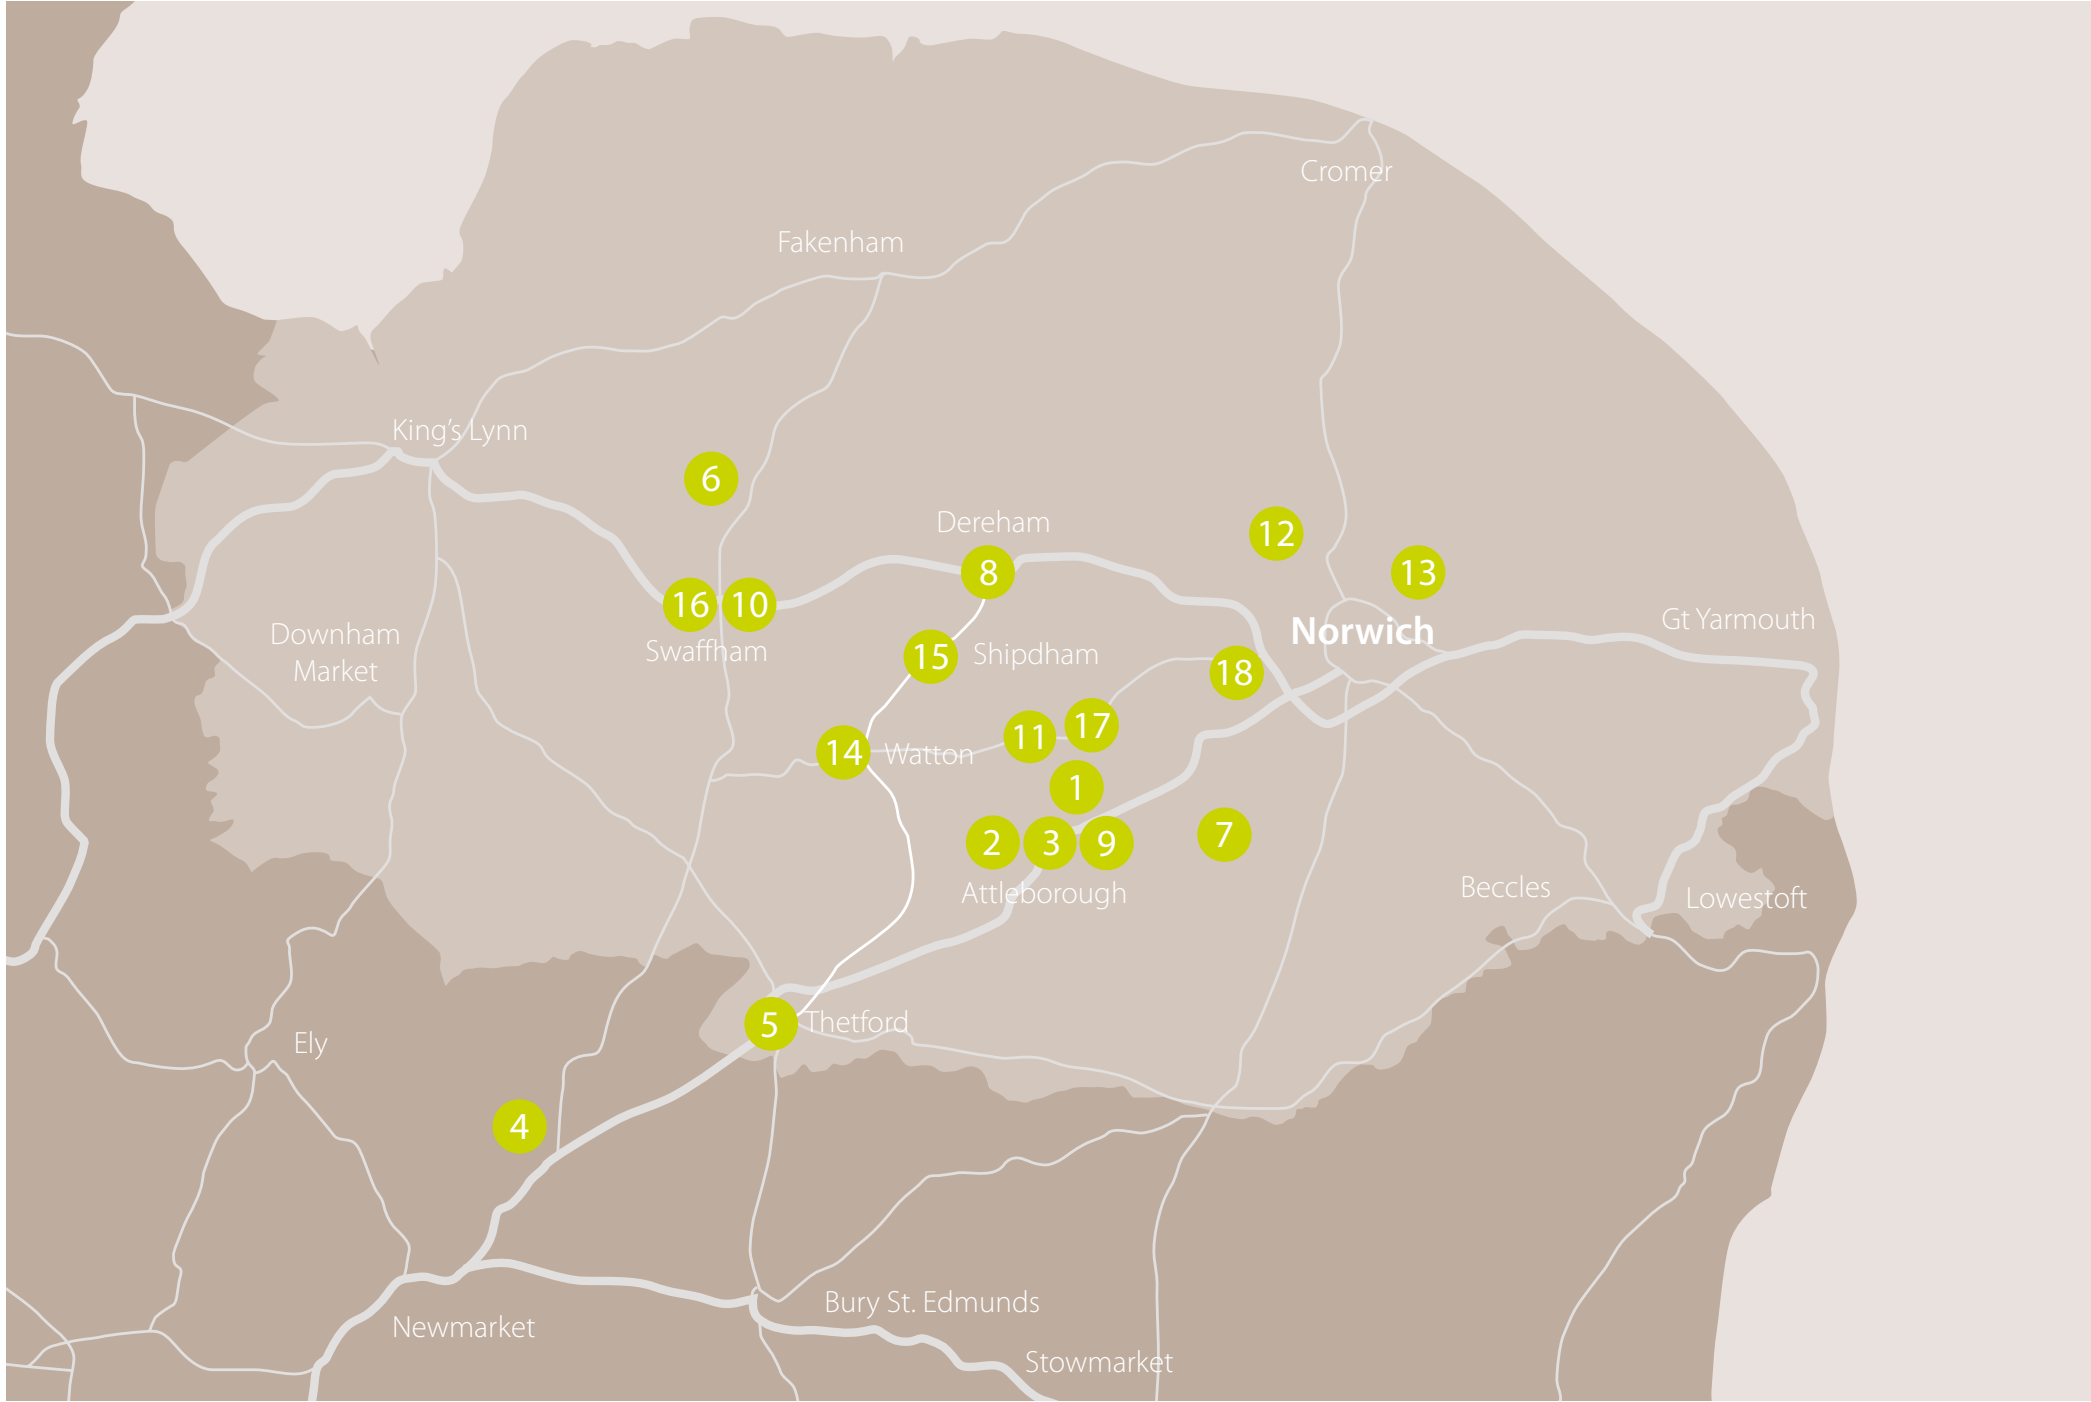 Cromer
Fakenham
King's Lynn
6
Dereham
12
8
13
16
10
Gt Yarmouth
Norwich
Downham
Market
Swaffham
15
Shipdham
18
17
11
14
Watton
1
7
2
3
9
Beccles
Attleborough
Lowestoft
5
Thetford
Ely
4
Bury St. Edmunds
Newmarket
Stowmarket